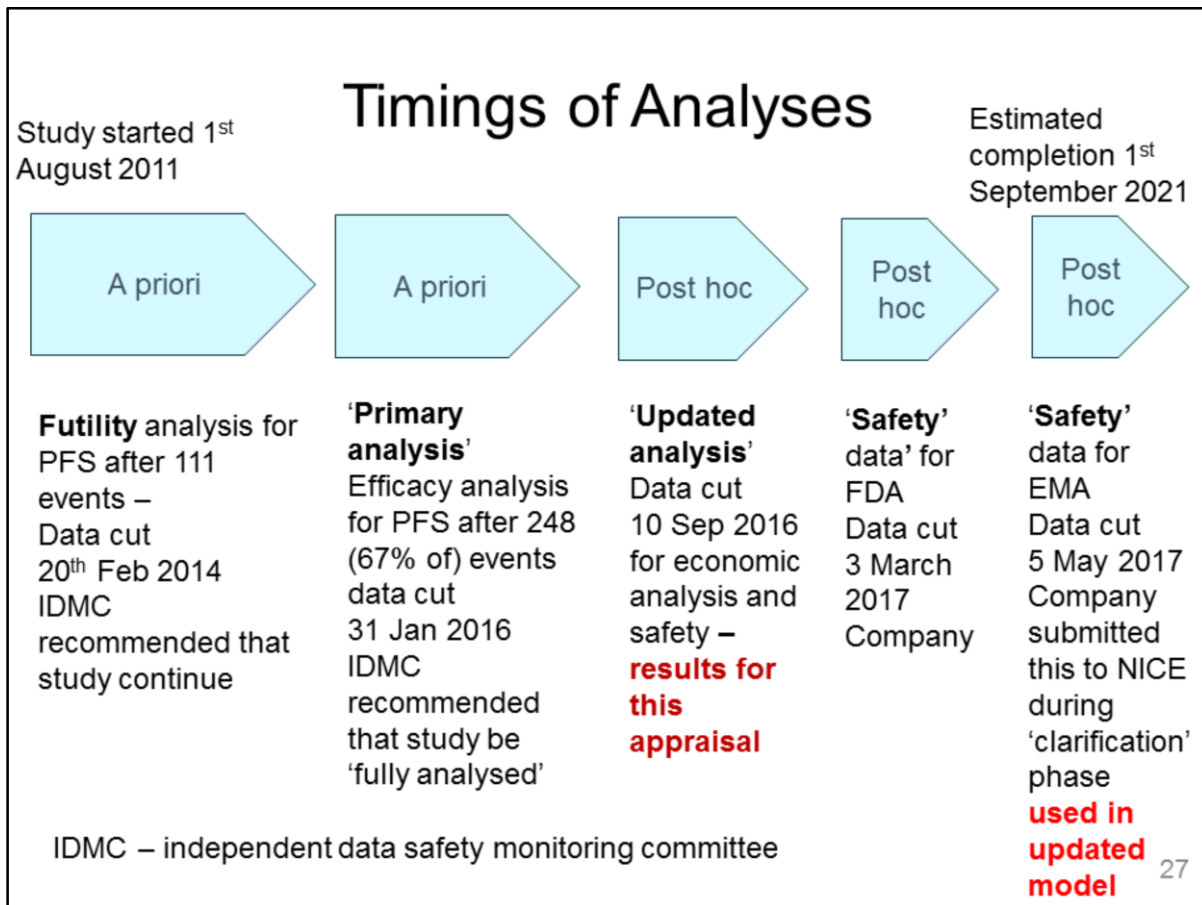 Timings of Analyses
Study started 1st
August 2011
Estimated
completion 1st
September 2021
A priori
A priori
Post hoc
Post
hoc
Post
hoc
Futility analysis for
PFS after 111
events –
Data cut
20th Feb 2014
IDMC
recommended that
study continue
‘Primary
analysis’
Efficacy analysis
for PFS after 248
(67% of) events
data cut
31 Jan 2016
IDMC
recommended
that study be
‘fully analysed’
‘Updated
analysis’
Data cut
10 Sep 2016
for economic
analysis and
safety –
results for
this
appraisal
‘Safety’
data’ for
FDA
Data cut
3 March
2017
Company
‘Safety’
data for
EMA
Data cut
5 May 2017
Company
submitted
this to NICE
during
‘clarification’
phase
used in
updated
model
IDMC – independent data safety monitoring committee
27